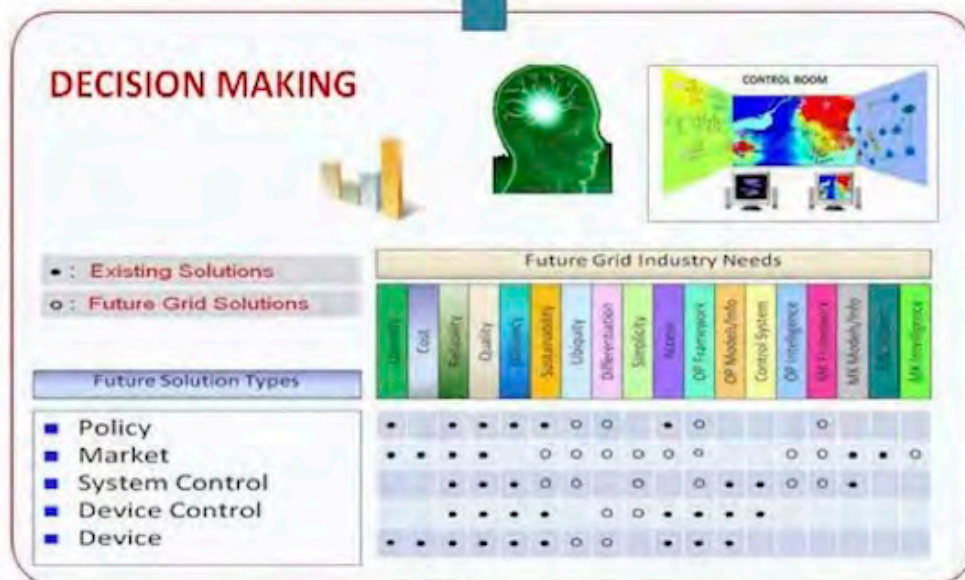 DECISION MAKING
CONTROL ROOM
• : Existing Solutions
o : Future Grid Solutions
Future Grid Industry Needs
Cost
Reliability
Quality
Efficiency
Sustainability
Ubiquity
Differentiation
Simplicity
Access
OP Framework
OP Models/Info
Control System
OP Intelligence
MK Framework
MK Models/Info
MK Intelligence
Future Solution Types
Policy
Market
System Control
Device Control
Device